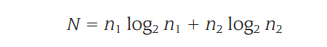 N = n₁ log₂ n₁ + n₂ log₂ n₂